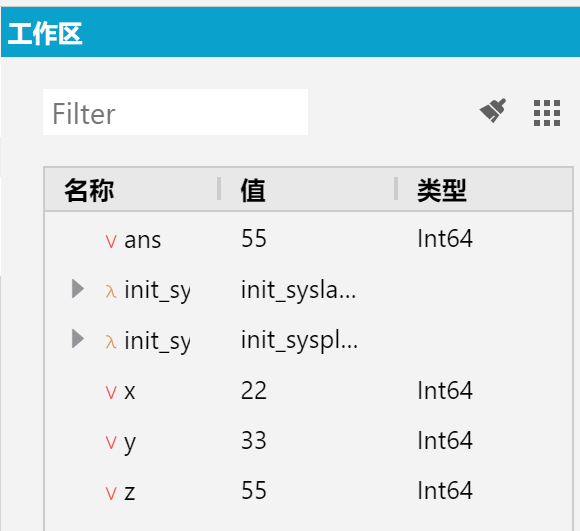 工作区
Filter
名称 值 类型
V ans 55 Int64
λ init_sy init_sysla...
λ init_sy init_syspl...
V x 22 Int64
V y 33 Int64
V z 55 Int64